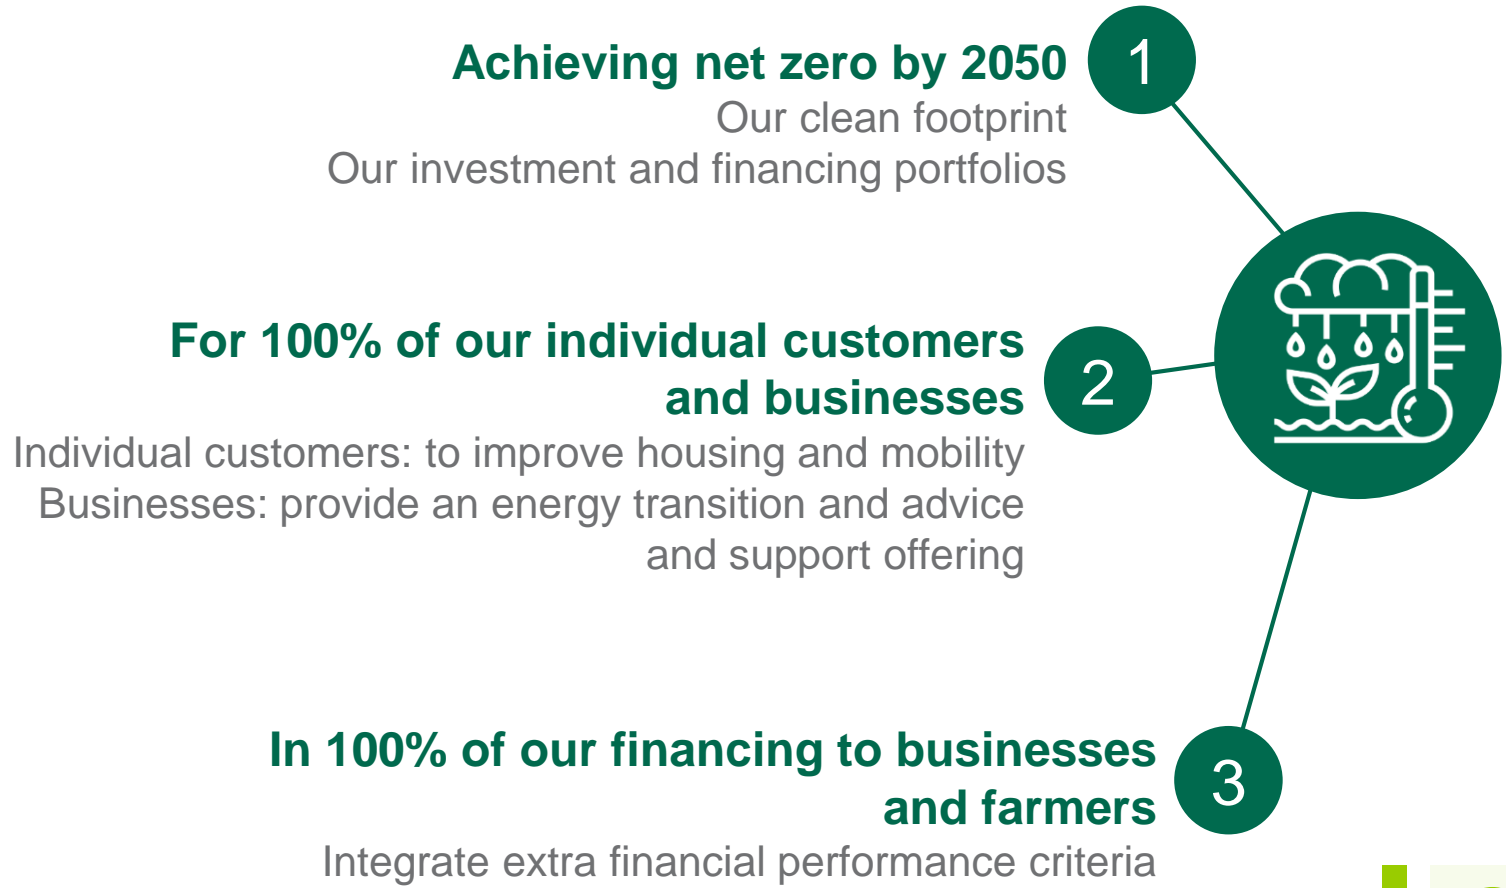 Achieving net zero by 2050
1
Our clean footprint
Our investment and financing portfolios
For 100% of our individual customers
and businesses
2
Individual customers: to improve housing and mobility
Businesses: provide an energy transition and advice
and support offering
In 100% of our financing to businesses
and farmers
3
Integrate extra financial performance criteria